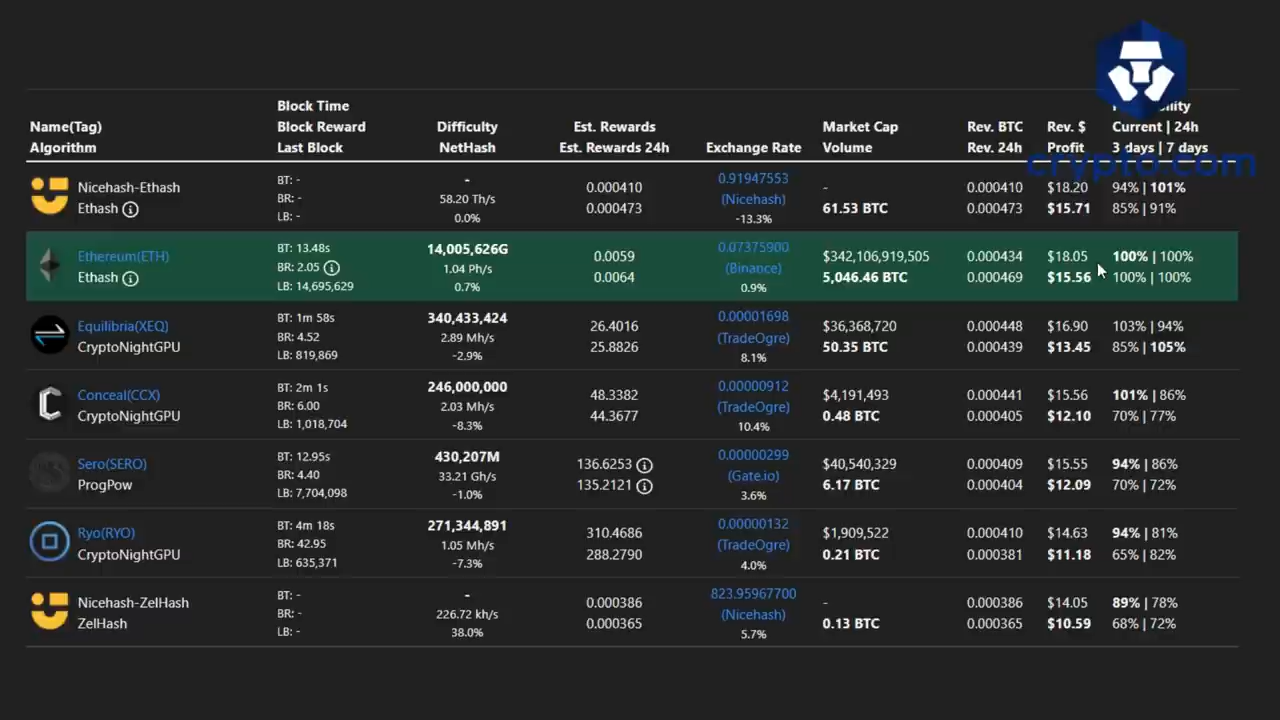 Block Time
Name(Tag) Block Reward Difficulty Est. Rewards Market Cap Rev. BTC Rev. $ Current | 24h
Algorithm Last Block NetHash Est. Rewards 24h Exchange Rate Volume Rev. 24h Profit 3 days | 7 days
crypto.com
Nicehash-Ethash BT: - - 0.000410 0.91947553 - 0.000410 $18.20 94% | 101%
Ethash BR: - 58.20 Th/s 0.000473 (Nicehash) 61.53 BTC 0.000473 $15.71 85% | 91%
LB: - 0.0% -13.3%
Ethereum(ETH) BT: 13.48s 14,005,626G 0.0059 0.07375900 $342,106,919,505 0.000434 $18.05 100% | 100%
Ethash BR: 2.05 1.04 Ph/s 0.0064 (Binance) 5,046.46 BTC 0.000469 $15.56 100% | 100%
LB: 14,695,629 0.7% 0.9%
Equilibria(XEQ) BT: 1m 58s 340,433,424 26.4016 0.00001698 $36,368,720 0.000448 $16.90 103% | 94%
CryptoNightGPU BR: 4.52 2.89 Mh/s 25.8826 (TradeOgre) 50.35 BTC 0.000439 $13.45 85% | 105%
LB: 819,869 -2.9% 8.1%
Conceal(CCX) BT: 2m 1s 246,000,000 48.3382 0.00000912 $4,191,493 0.000441 $15.56 101% | 86%
CryptoNightGPU BR: 6.00 2.03 Mh/s 44.3677 (TradeOgre) 0.48 BTC 0.000405 $12.10 70% | 77%
LB: 1,018,704 -8.3% 10.4%
Sero(SERO) BT: 12.95s 430,207M 136.6253 0.00000299 $40,540,329 0.000409 $15.55 94% | 86%
ProgPow BR: 4.40 33.21 Gh/s 135.2121 (Gate.io) 6.17 BTC 0.000404 $12.09 70% | 72%
LB: 7,704,098 -1.0% 3.6%
Ryo(RYO) BT: 4m 18s 271,344,891 310.4686 0.00000132 $1,909,522 0.000410 $14.63 94% | 81%
CryptoNightGPU BR: 42.95 1.05 Mh/s 288.2790 (TradeOgre) 0.21 BTC 0.000381 $11.18 65% | 82%
LB: 635,371 -7.3% 4.0%
Nicehash-ZelHash BT: - - 0.000386 823.95967700 - 0.000386 $14.05 89% | 78%
ZelHash BR: - 226.72 kh/s 0.000365 (Nicehash) 0.13 BTC 0.000365 $10.59 68% | 72%
LB: - 38.0% 5.7%